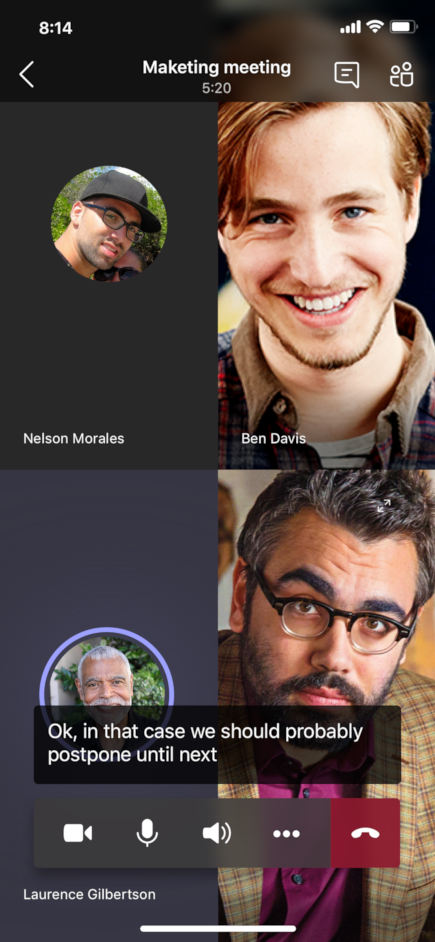 8:14
Maketing meeting
5:20
Nelson Morales
Ben Davis
Ok, in that case we should probably
postpone until next
Laurence Gilbertson